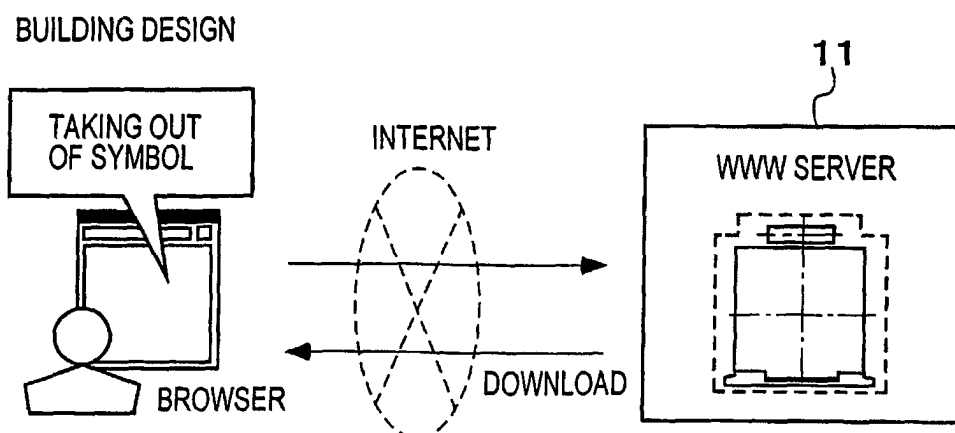 BUILDING DESIGN
11
TAKING OUT
OF SYMBOL
INTERNET
WWW SERVER
BROWSER
DOWNLOAD